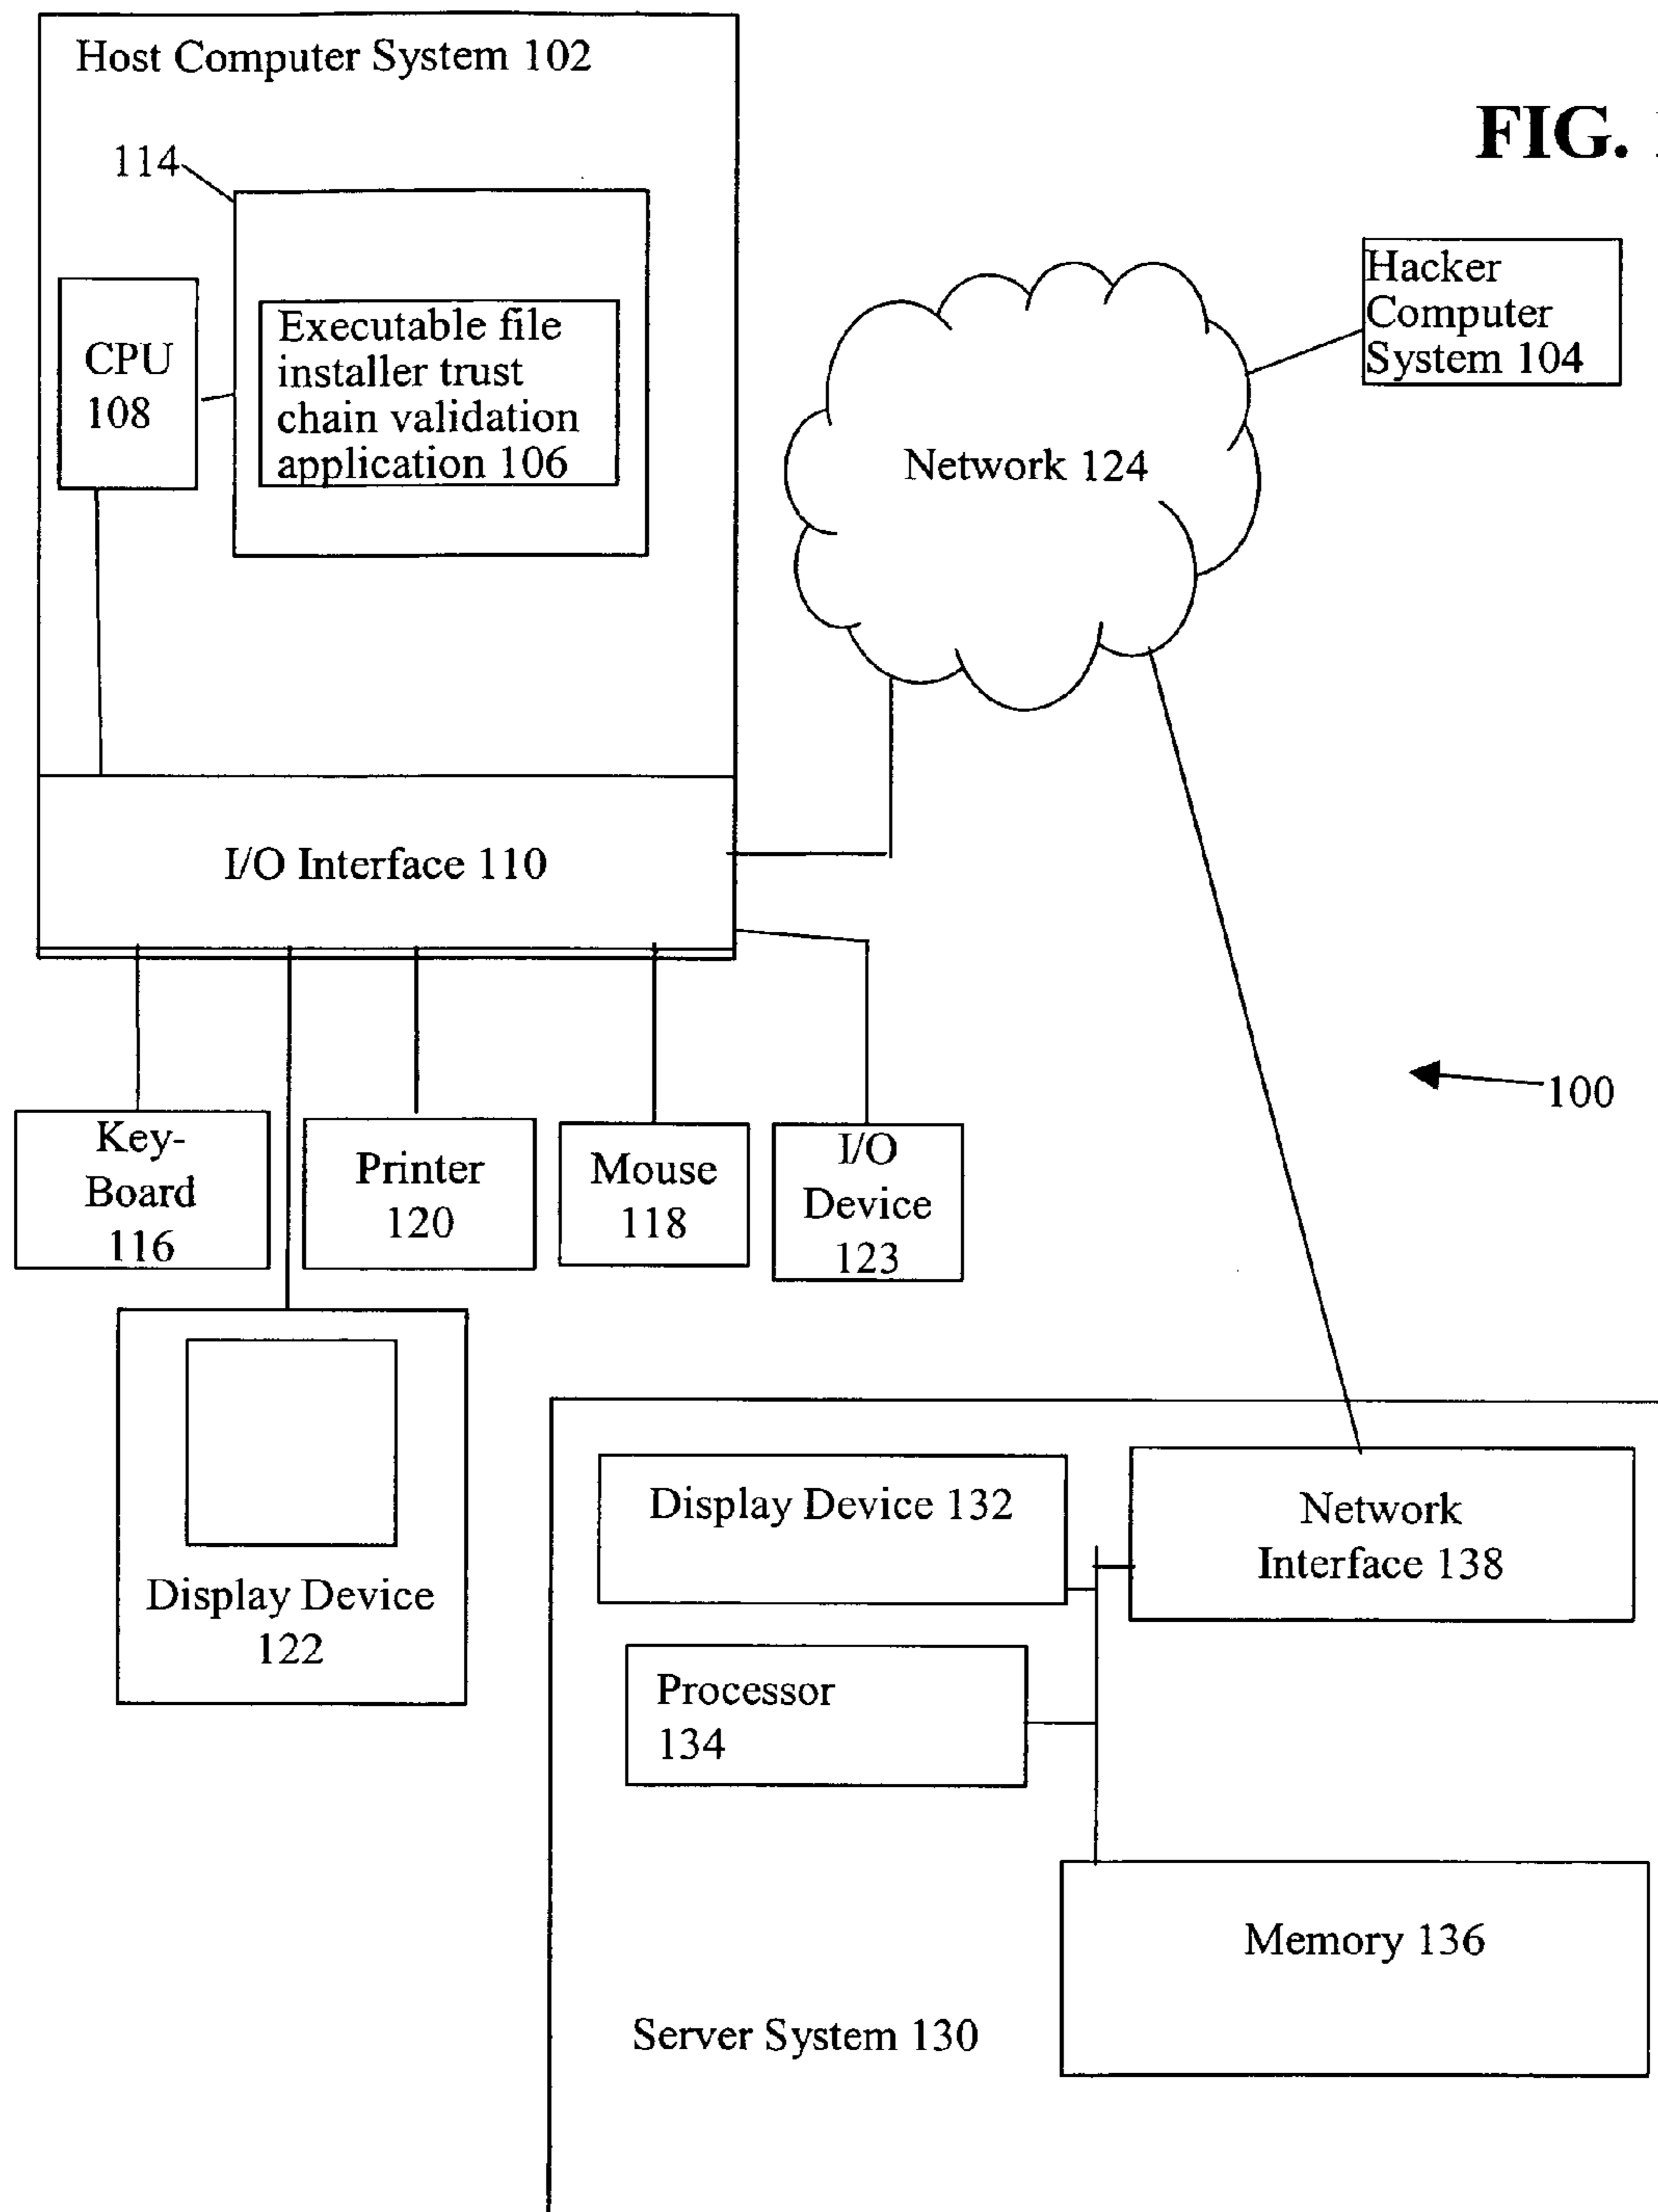 Host Computer System 102
FIG.
114
CPU
108
Executable file
installer trust
chain validation
application 106
Hacker
Computer
System 104
Network 124
I/O Interface 110
100
Key-
Board
116
Printer
120
Mouse
118
I/O
Device
123
Display Device
122
Display Device 132
Network
Interface 138
Processor
134
Memory 136
Server System 130